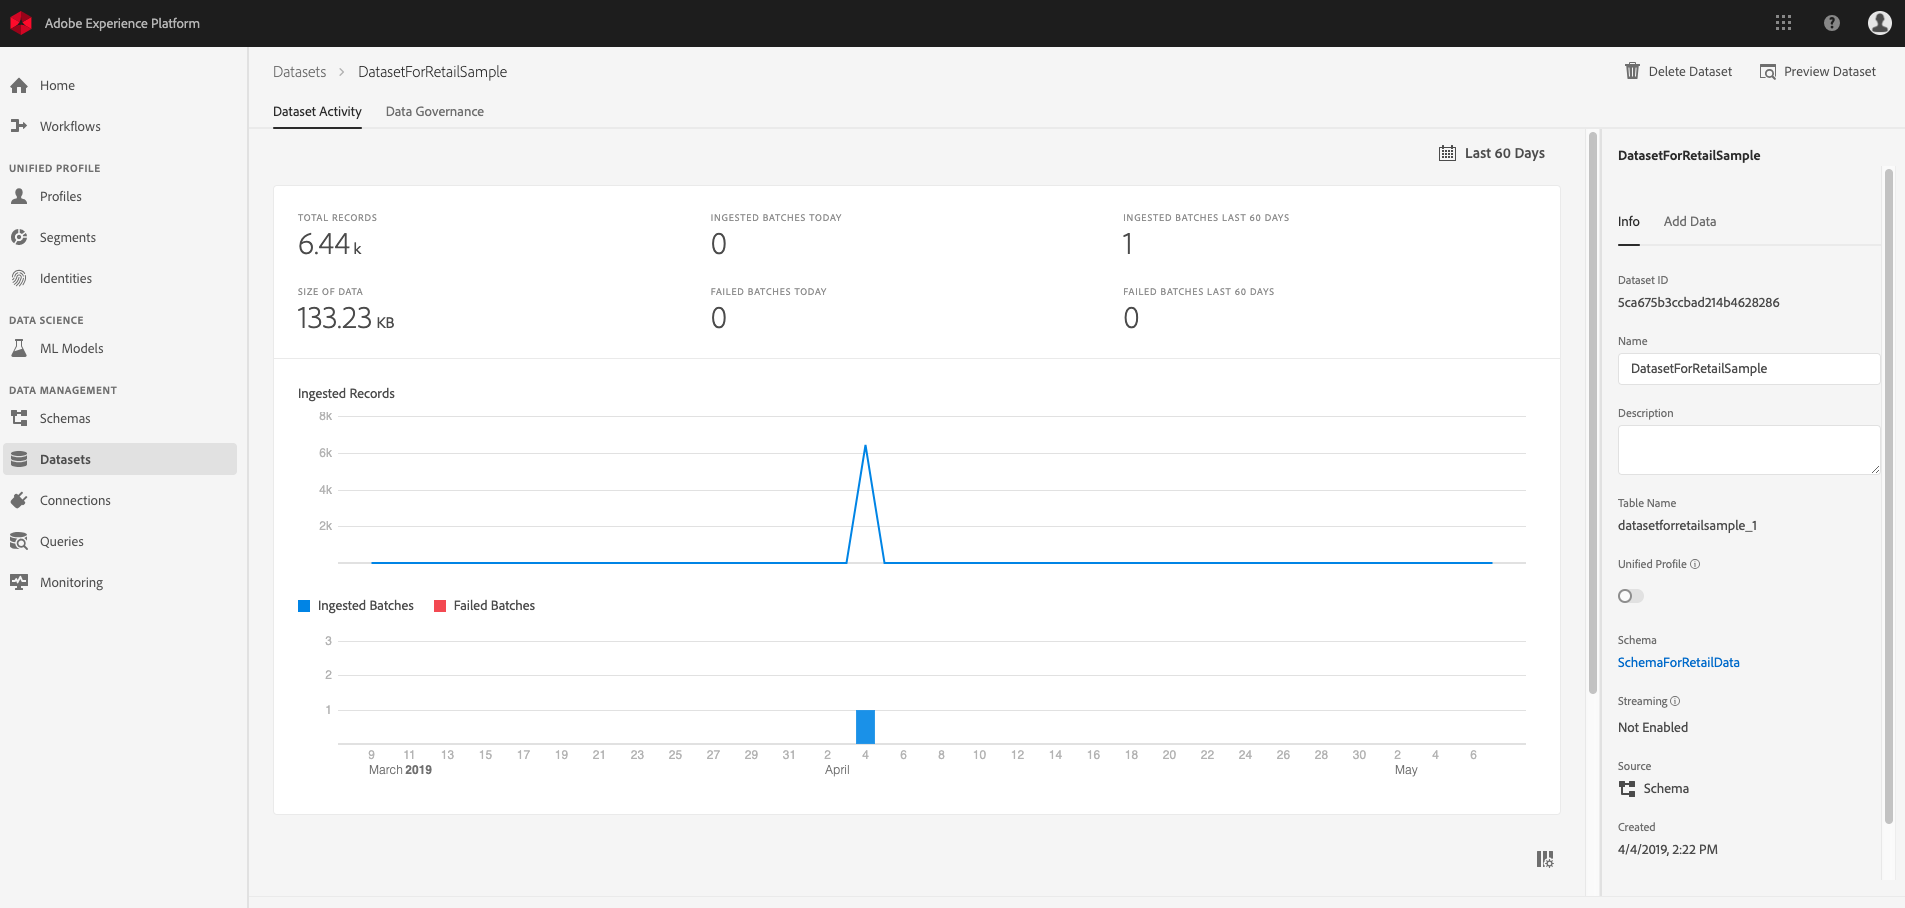 Adobe Experience Platform
Home
Workflows
UNIFIED PROFILE
Profiles
Segments
Identities
DATA SCIENCE
ML Models
DATA MANAGEMENT
Schemas
Datasets
Connections
Queries
Monitoring
Datasets > DatasetForRetailSample
Delete Dataset
Preview Dataset
Dataset Activity
Data Governance
Last 60 Days
TOTAL RECORDS
6.44 k
INGESTED BATCHES TODAY
0
INGESTED BATCHES LAST 60 DAYS
1
SIZE OF DATA
133.23 KB
FAILED BATCHES TODAY
0
FAILED BATCHES LAST 60 DAYS
0
Ingested Records
8k
6k
4k
2k
Ingested Batches
Failed Batches
3
2
1
9 11 13 15 17 19 21 23 25 27 29 31 2 4 6 8 10 12 14 16 18 20 22 24 26 28 30 2 4 6
March 2019 April May
DatasetForRetailSample
Info
Add Data
Dataset ID
5ca675b3ccbad214b4628286
Name
DatasetForRetailSample
Description
Table Name
datasetforretailsample_1
Unified Profile
Schema
SchemaForRetailData
Streaming
Not Enabled
Source
Schema
Created
4/4/2019, 2:22 PM